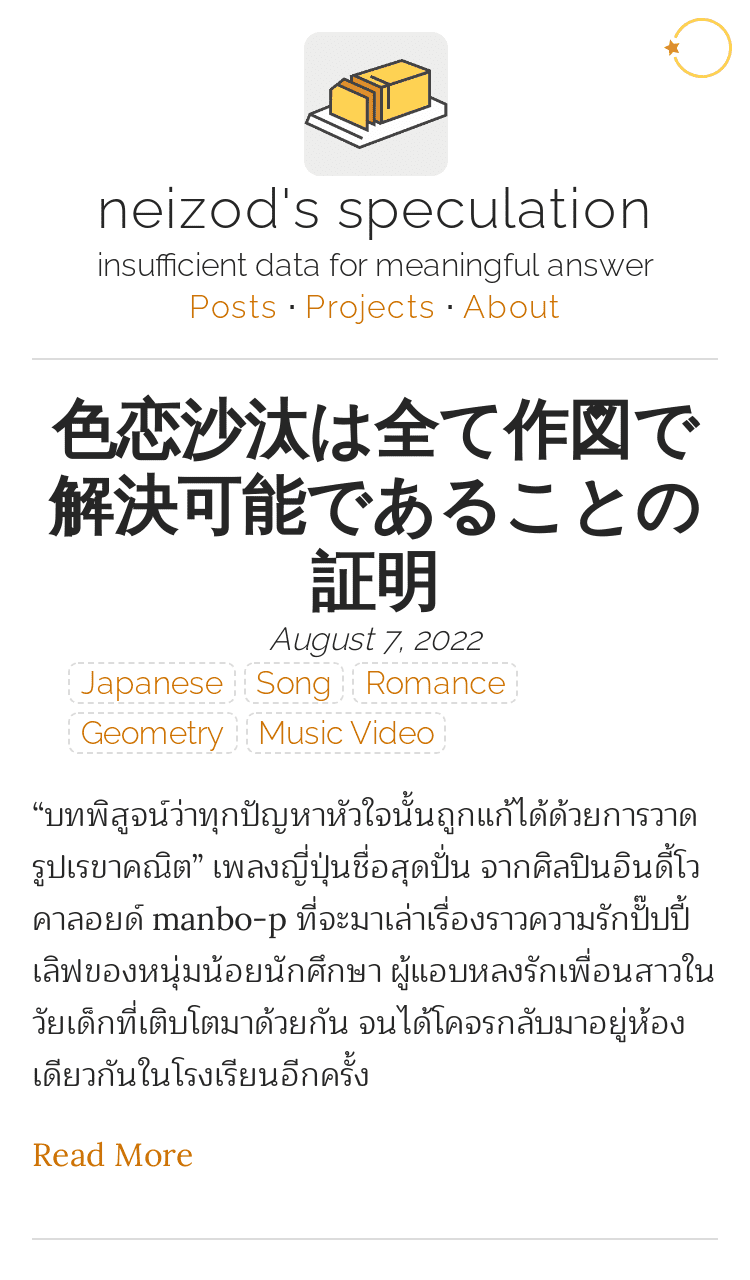 neizod's speculation
insufficient data for meaningful answer
Posts · Projects · About
色恋沙汰は全て作図で
解決可能であることの
証明
August 7, 2022
Japanese Song Romance
Geometry Music Video
“บทพิสูจน์ว่าทุกปัญหาหัวใจนั้นถูกแก้ได้ด้วยการวาด
รูปเรขาคณิต” เพลงญี่ปุ่นชื่อสุดปั่น จากศิลปินอินดี้โว
คาลอยด์ manbo-p ที่จะมาเล่าเรื่องราวความรักปั๊ปปี้
เลิฟของหนุ่มน้อยนักศึกษา ผู้แอบหลงรักเพื่อนสาวใน
วัยเด็กที่เติบโตมาด้วยกัน จนได้โคจรกลับมาอยู่ห้อง
เดียวกันในโรงเรียนอีกครั้ง
Read More